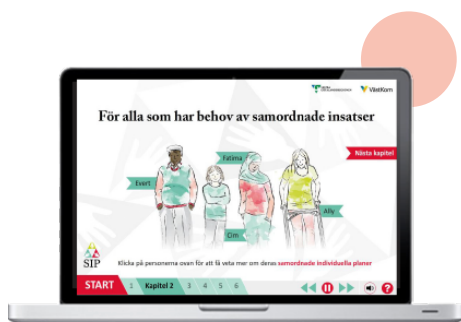 VästKom
För alla som har behov av samordnade insatser
Nästa kapitel
Fatima
Evert
Ally
Cim
SIP
Klicka på personerna ovan för att få veta mer om deras samordnade individuella planer
START 1 Kapitel 2 3 4 5 6